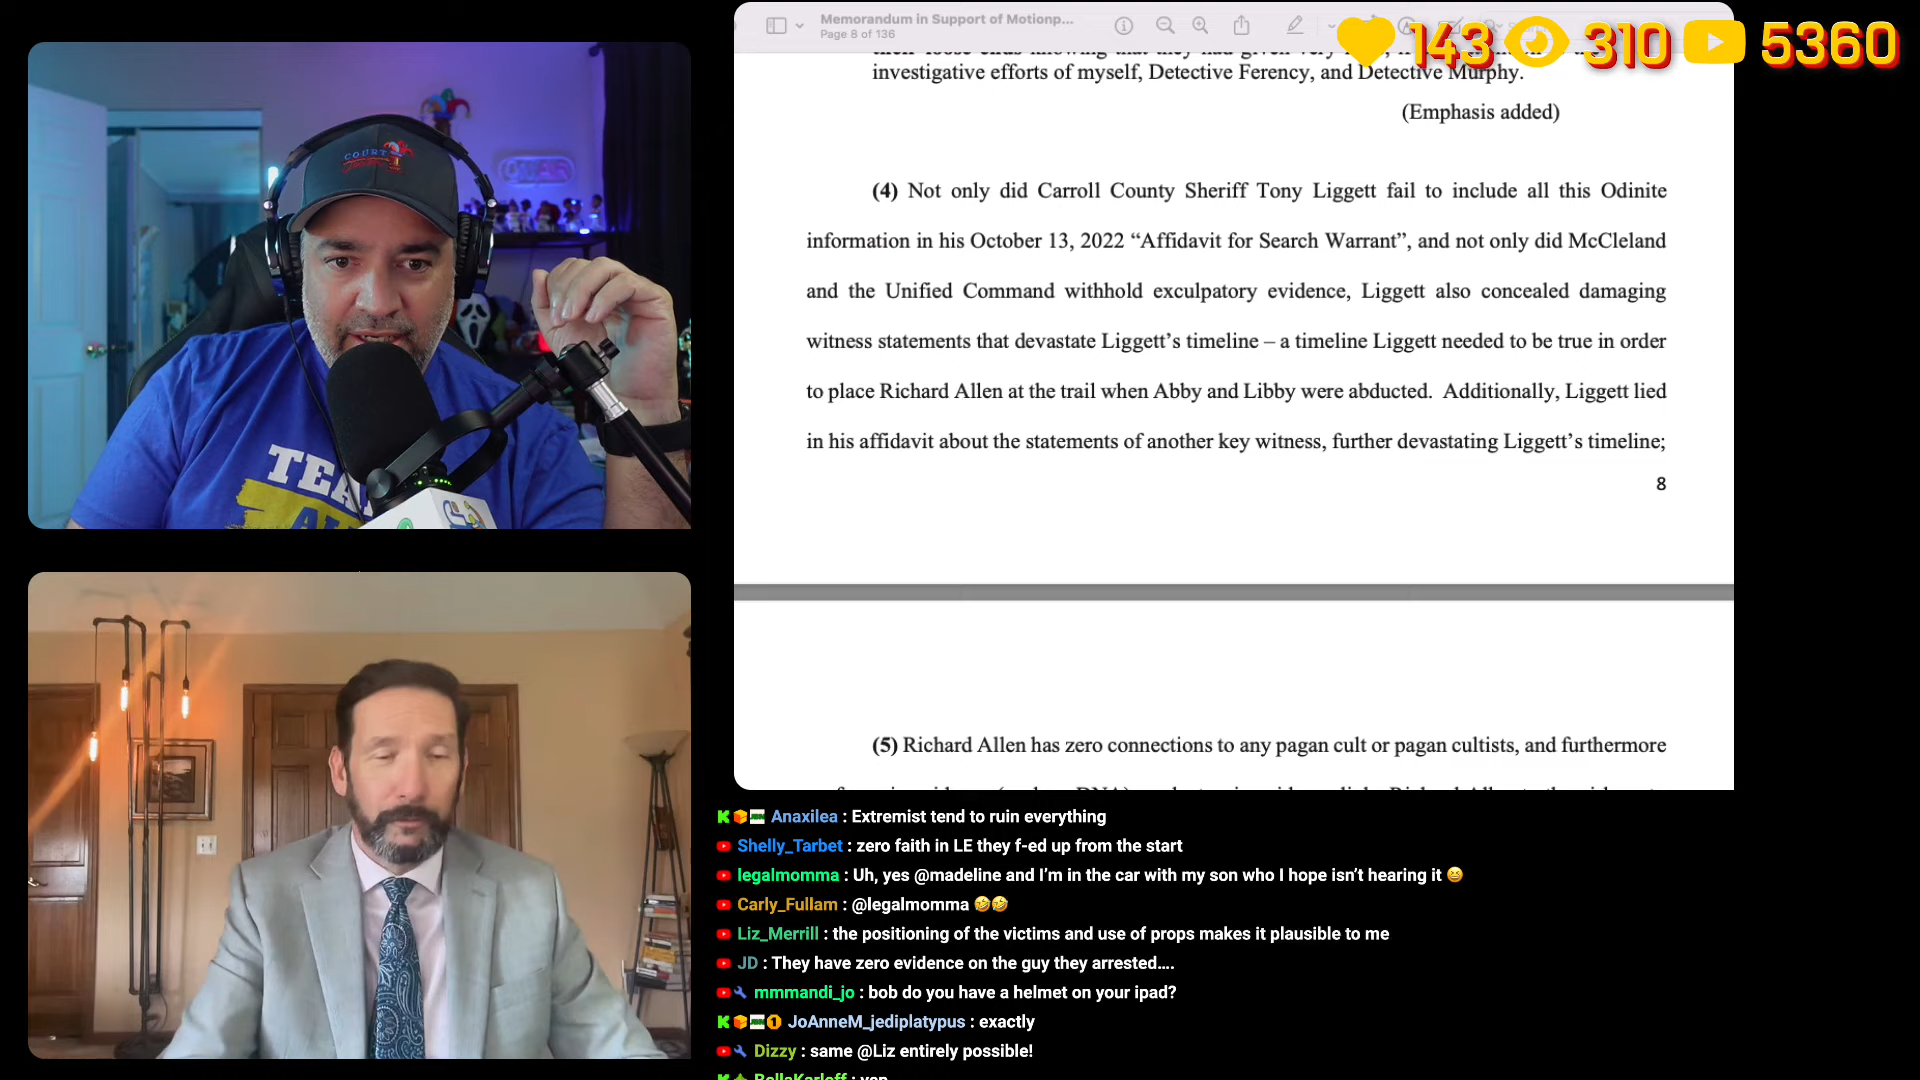 Memorandum in Support of Motionp...
Page 8 of 136
143
310
5360
investigative efforts of myself, Detective Ferency, and Detective Murphy.
(Emphasis added)
(4) Not only did Carroll County Sheriff Tony Liggett fail to include all this Odinite
information in his October 13, 2022 “Affidavit for Search Warrant”, and not only did McCleland
and the Unified Command withhold exculpatory evidence, Liggett also concealed damaging
witness statements that devastate Liggett’s timeline – a timeline Liggett needed to be true in order
to place Richard Allen at the trail when Abby and Libby were abducted. Additionally, Liggett lied
in his affidavit about the statements of another key witness, further devastating Liggett’s timeline;
8
(5) Richard Allen has zero connections to any pagan cult or pagan cultists, and furthermore
COURT
TEA
Anaxilea : Extremist tend to ruin everything
Shelly_Tarbet : zero faith in LE they f-ed up from the start
legalmomma : Uh, yes @madeline and I’m in the car with my son who I hope isn’t hearing it 😆
Carly_Fullam : @legalmomma 🤣🤣
Liz_Merrill : the positioning of the victims and use of props makes it plausible to me
JD : They have zero evidence on the guy they arrested....
mmmandi_jo : bob do you have a helmet on your ipad?
JoAnneM_jediplatypus : exactly
Dizzy : same @Liz entirely possible!